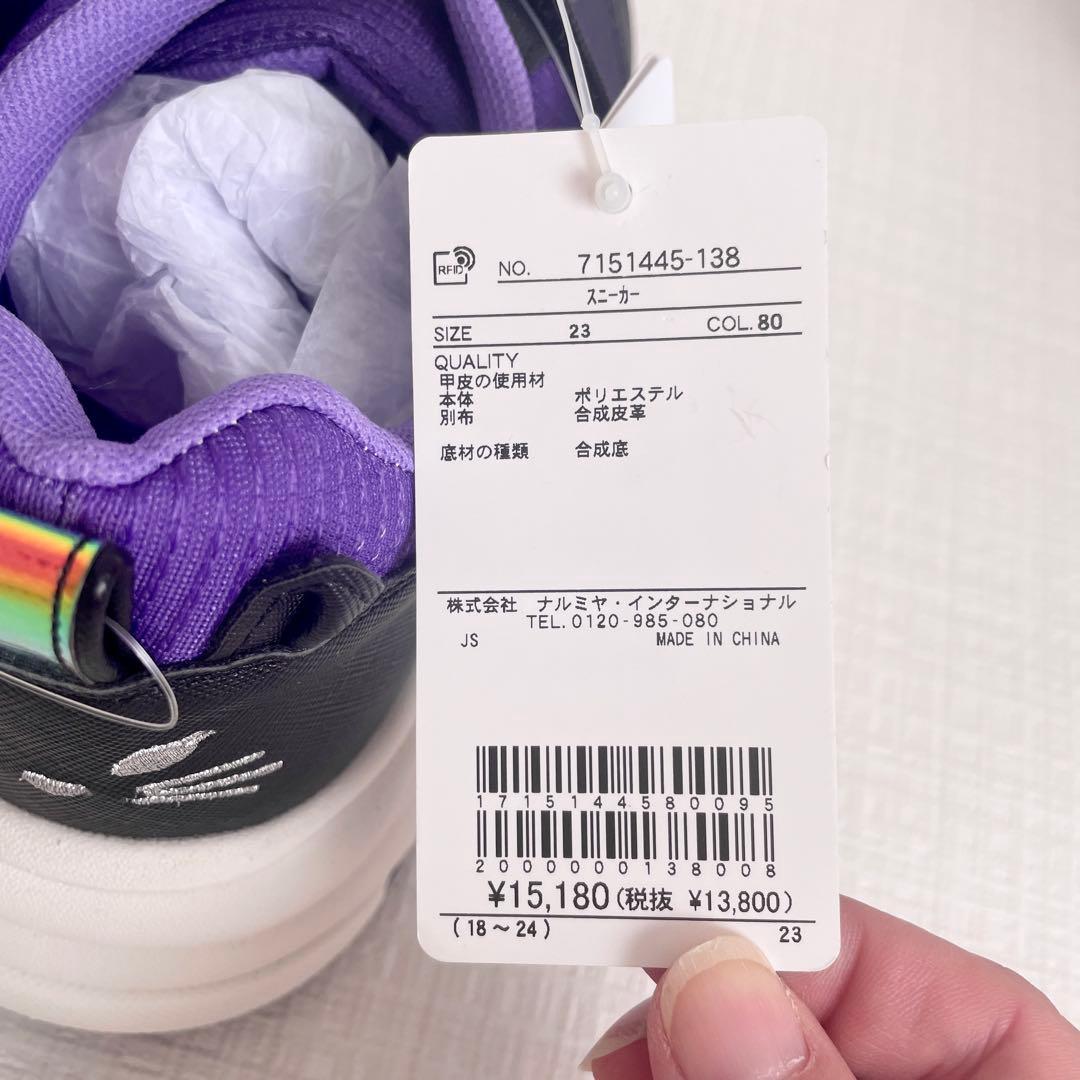 RFID NO. 7151445-138
スニーカー
SIZE 23 COL. 80
QUALITY
甲皮の使用材
本体 ポリエステル
別布 合成皮革
底材の種類 合成底
株式会社 ナルミヤ・インターナショナル
TEL. 0120-985-080
JS MADE IN CHINA
1715144580095
2000000138008
¥15,180(税抜 ¥13,800)
(18～24) 23